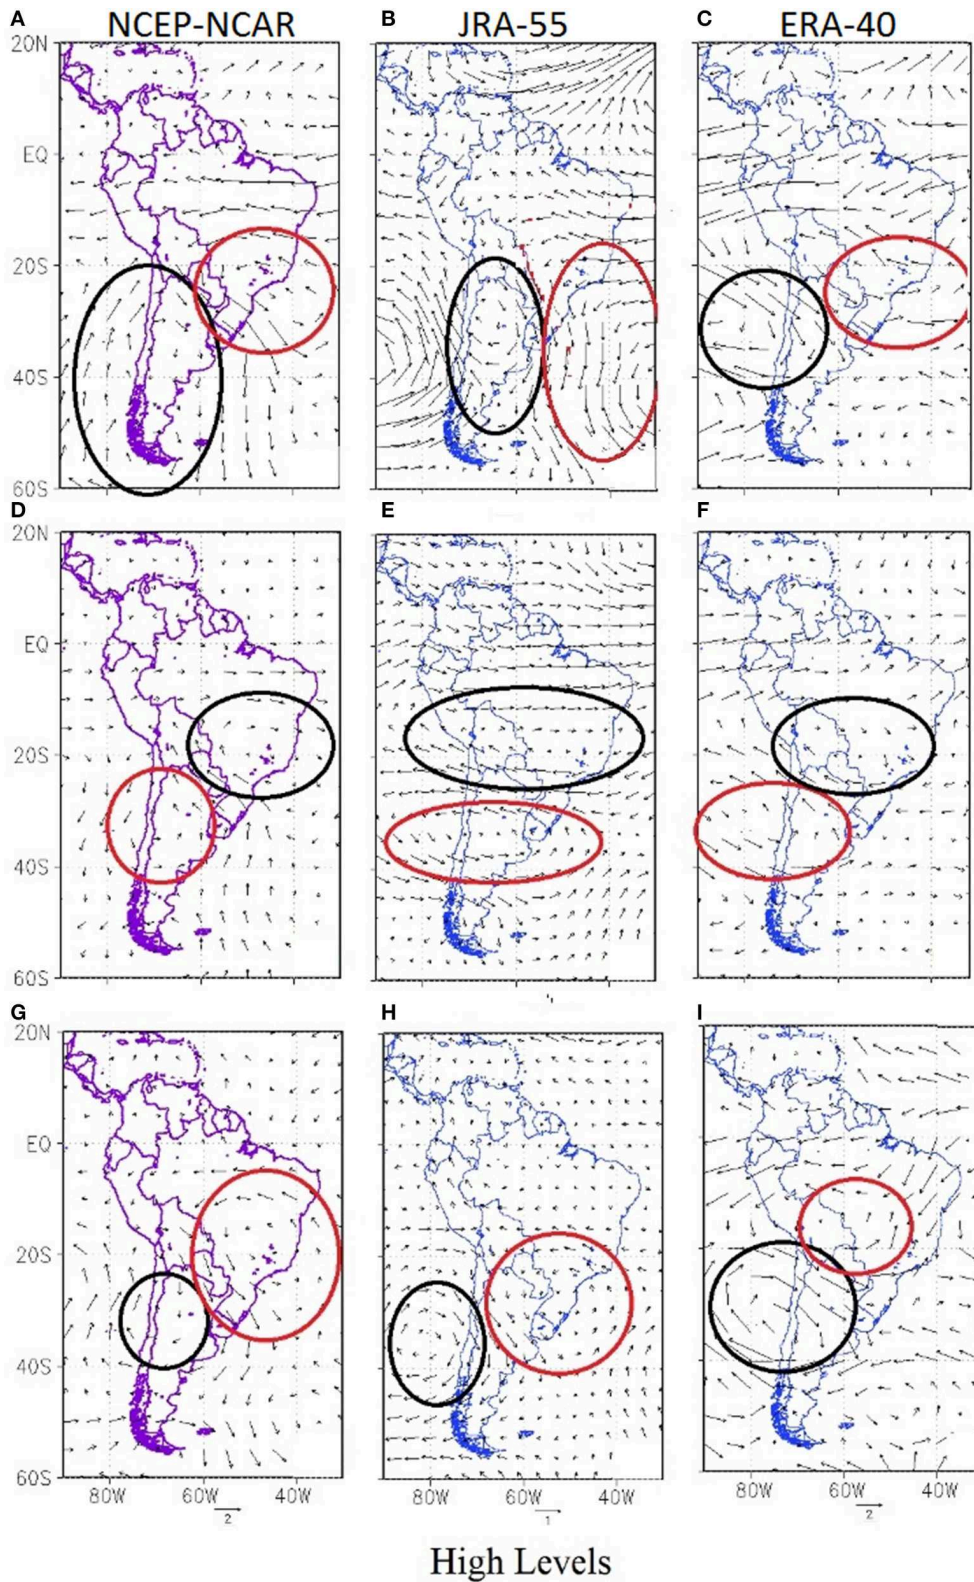 A NCEP-NCAR B JRA-55 C ERA-40
20N
EQ
20S
40S
60S
D E F
20N
EQ
20S
40S
60S
G H I
20N
EQ
20S
40S
60S
80W 60W 40W 80W 60W 40W 80W 60W 40W
2 1 2
High Levels